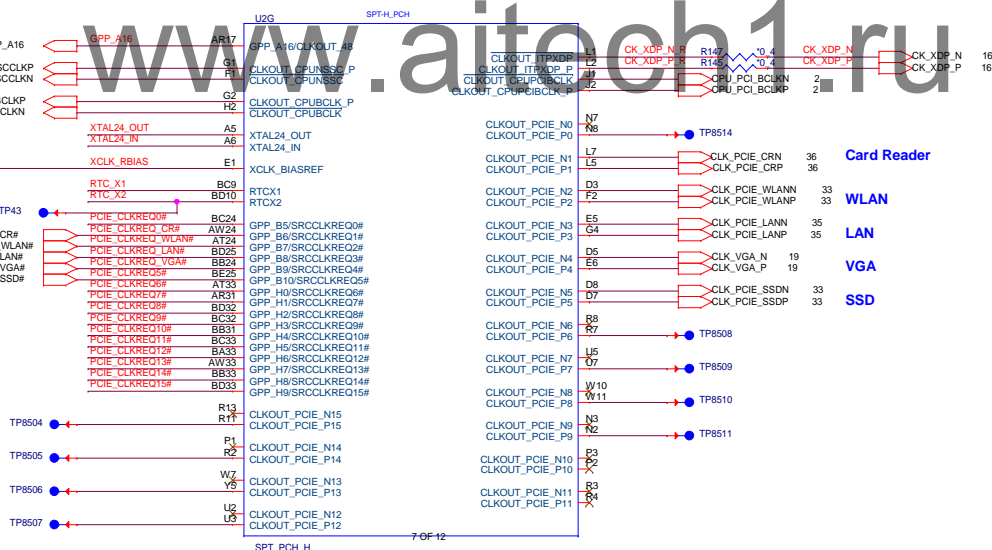 www.aitech1.ru
U2G
SPT-H_PCH
P_A16
GPP_A16
AR17
GPP_A16/CLKOUT_48
SCCLKP
G1
CLKOUT_CPUNSSC_P
SCCLKN
F1
CLKOUT_CPUNSSC
BCLKP
G2
CLKOUT_CPUBCLK_P
CLKN
H2
CLKOUT_CPUBCLK
XTAL24_OUT
A5
XTAL24_OUT
XTAL24_IN
A6
XTAL24_IN
XCLK_RBIAS
E1
XCLK_BIASREF
RTC_X1
BC9
RTCX1
RTC_X2
BD10
RTCX2
TP43
PCIE_CLKREQ0#
BC24
GPP_B5/SRCCLKREQ0#
CR#
PCIE_CLKREQ_CR#
AW24
GPP_B6/SRCCLKREQ1#
WLAN#
PCIE_CLKREQ_WLAN#
AT24
GPP_B7/SRCCLKREQ2#
LAN#
PCIE_CLKREQ_LAN#
BD25
GPP_B8/SRCCLKREQ3#
VGA#
PCIE_CLKREQ_VGA#
BB24
GPP_B9/SRCCLKREQ4#
SSD#
PCIE_CLKREQ5#
BE25
GPP_B10/SRCCLKREQ5#
PCIE_CLKREQ6#
AT33
GPP_H0/SRCCLKREQ6#
PCIE_CLKREQ7#
AR31
GPP_H1/SRCCLKREQ7#
PCIE_CLKREQ8#
BD32
GPP_H2/SRCCLKREQ8#
PCIE_CLKREQ9#
BC32
GPP_H3/SRCCLKREQ9#
PCIE_CLKREQ10#
BB31
GPP_H4/SRCCLKREQ10#
PCIE_CLKREQ11#
BC33
GPP_H5/SRCCLKREQ11#
PCIE_CLKREQ12#
BA33
GPP_H6/SRCCLKREQ12#
PCIE_CLKREQ13#
AW33
GPP_H7/SRCCLKREQ13#
PCIE_CLKREQ14#
BB33
GPP_H8/SRCCLKREQ14#
PCIE_CLKREQ15#
BD33
GPP_H9/SRCCLKREQ15#
R13
CLKOUT_PCIE_N15
TP8504
R11
CLKOUT_PCIE_P15
P1
CLKOUT_PCIE_N14
TP8505
R2
CLKOUT_PCIE_P14
W7
CLKOUT_PCIE_N13
TP8506
Y5
CLKOUT_PCIE_P13
U2
CLKOUT_PCIE_N12
TP8507
U3
CLKOUT_PCIE_P12
CLKOUT_ITPXDP
L1
CK_XDP_N_R
R147
*0_4
CK_XDP_N
CK_XDP_N 16
CLKOUT_ITPXDP_P
L2
CK_XDP_P_R
R145
*0_4
CK_XDP_P
CK_XDP_P 16
CLKOUT_CPUPCIBCLK
J1
CPU_PCI_BCLKN 2
CLKOUT_CPUPCIBCLK_P
J2
CPU_PCI_BCLKP 2
CLKOUT_PCIE_N0
N7
CLKOUT_PCIE_P0
N8
TP8514
CLKOUT_PCIE_N1
L7
CLK_PCIE_CRN 36
Card Reader
CLKOUT_PCIE_P1
L5
CLK_PCIE_CRP 36
CLKOUT_PCIE_N2
D3
CLK_PCIE_WLANN 33
CLKOUT_PCIE_P2
F2
CLK_PCIE_WLANP 33
WLAN
CLKOUT_PCIE_N3
E5
CLK_PCIE_LANN 35
CLKOUT_PCIE_P3
G4
CLK_PCIE_LANP 35
LAN
CLKOUT_PCIE_N4
D5
CLK_VGA_N 19
CLKOUT_PCIE_P4
E6
CLK_VGA_P 19
VGA
CLKOUT_PCIE_N5
D8
CLK_PCIE_SSDN 33
CLKOUT_PCIE_P5
D7
CLK_PCIE_SSDP 33
SSD
CLKOUT_PCIE_N6
R8
CLKOUT_PCIE_P6
R7
TP8508
CLKOUT_PCIE_N7
U5
CLKOUT_PCIE_P7
U7
TP8509
CLKOUT_PCIE_N8
W10
CLKOUT_PCIE_P8
W11
TP8510
CLKOUT_PCIE_N9
N3
CLKOUT_PCIE_P9
N2
TP8511
CLKOUT_PCIE_N10
P3
CLKOUT_PCIE_P10
P2
CLKOUT_PCIE_N11
R3
CLKOUT_PCIE_P11
R4
7 OF 12
SPT_PCH_H